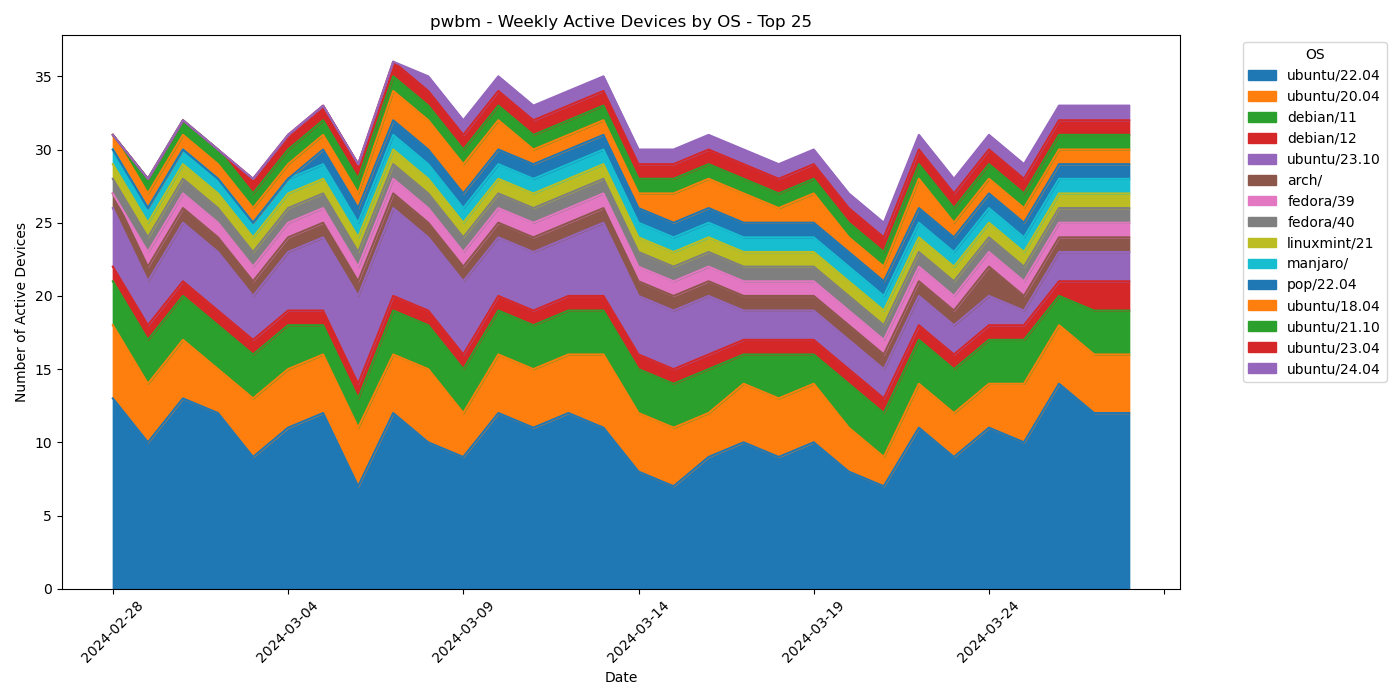 pwbm - Weekly Active Devices by OS - Top 25
Number of Active Devices
35
30
25
20
15
10
5
0
2024-02-28
2024-03-04
2024-03-09
2024-03-14
2024-03-19
2024-03-24
Date
OS
ubuntu/22.04
ubuntu/20.04
debian/11
debian/12
ubuntu/23.10
arch/
fedora/39
fedora/40
linuxmint/21
manjaro/
pop/22.04
ubuntu/18.04
ubuntu/21.10
ubuntu/23.04
ubuntu/24.04